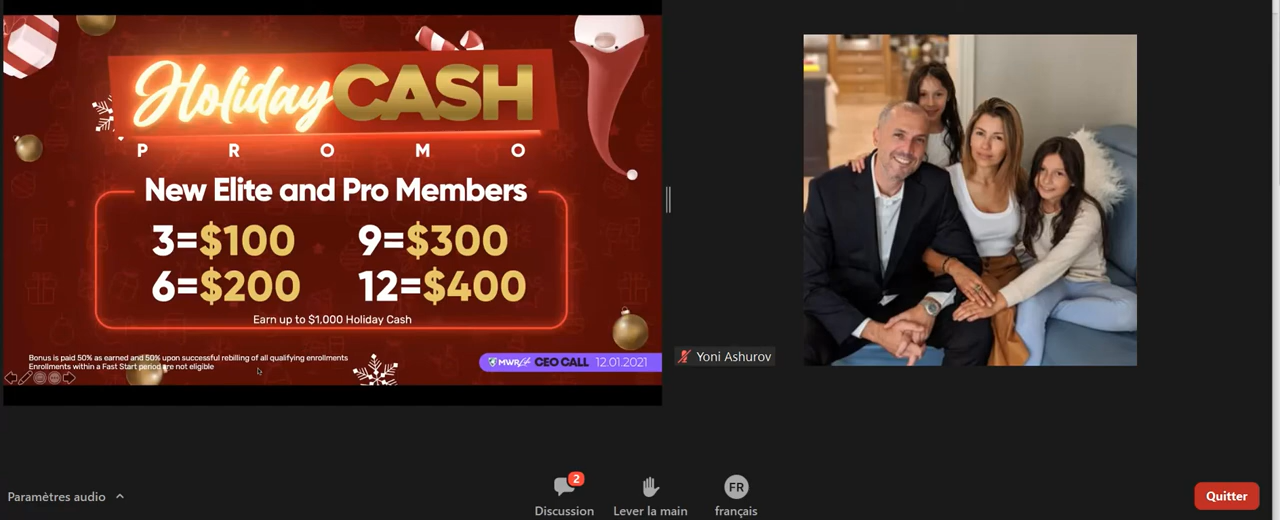 Holiday CASH
PROMO
New Elite and Pro Members
3=$100 9=$300
6=$200 12=$400
Earn up to $1,000 Holiday Cash
Bonus is paid 50% as earned and 50% upon successful rebilling of all qualifying enrollments
Enrollments within a Fast Start period are not eligible
MWR Life CEO CALL 12.01.2021
Yoni Ashurov
Paramètres audio
2
Discussion
Lever la main
FR
français
Quitter